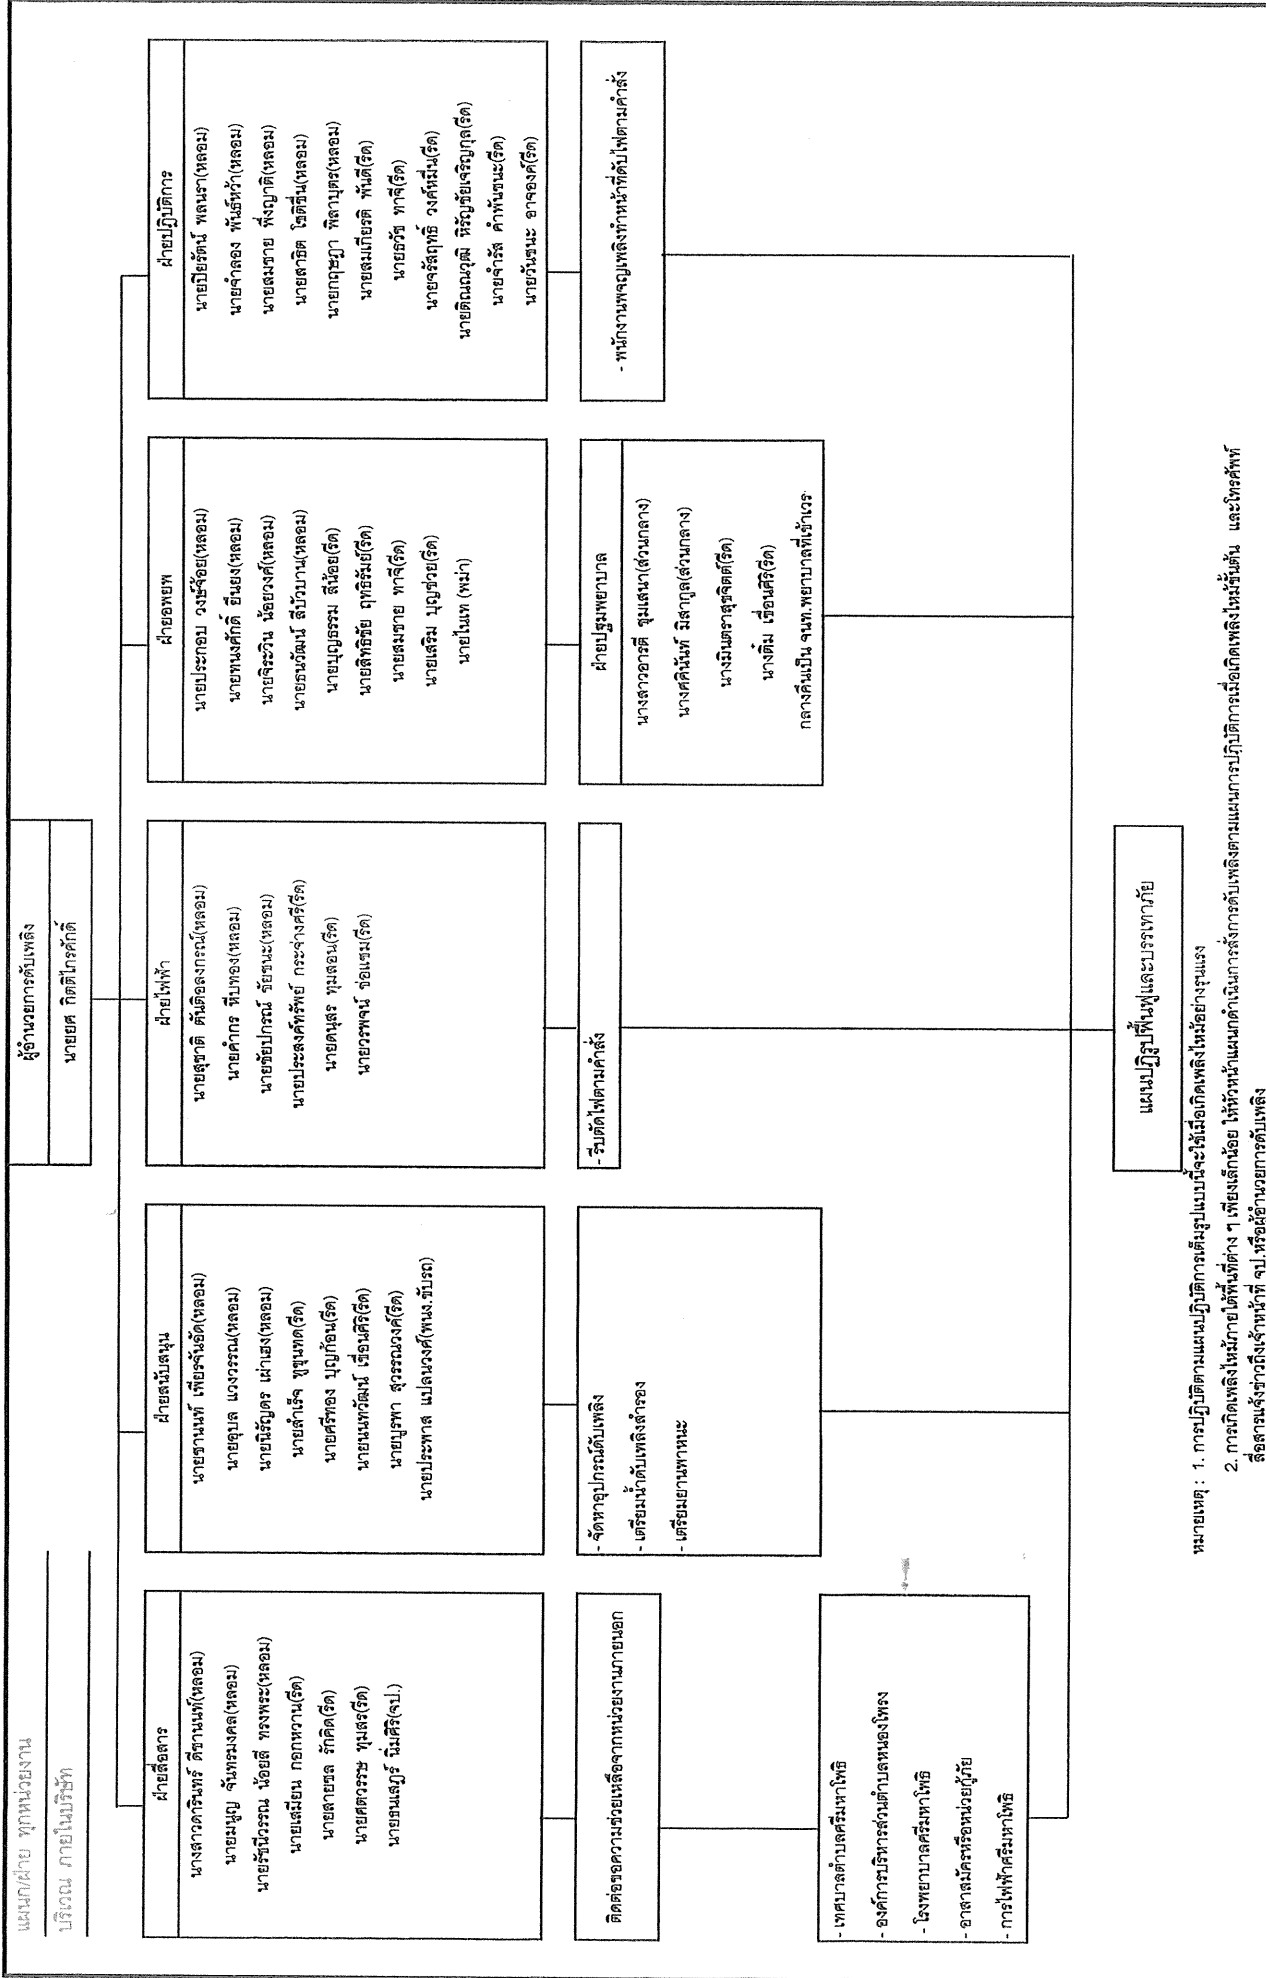 แผนก/ฝ่าย ทุกหน่วยงาน
บริเวณ ภายในบริษัท
ผู้อำนวยการดับเพลิง
นายยศ กิตติไกรศักดิ์
ฝ่ายสื่อสาร
นางสาวดารินทร์ ดีชานนท์(หลอม)
นายมนูญ จันทรมงคล(หลอม)
นายรัชนีวรรณ น้อยลี ทรงพระ(หลอม)
นายเสมียน กอกหวาน(รีด)
นายสายชล รักคิด(รีด)
นายศตวรรษ ทุมสร(รีด)
นายธนเสฏฐ์ นิ่มศิริ(จป.)
ติดต่อขอความช่วยเหลือจากหน่วยงานภายนอก
- เทศบาลตำบลศรีมหาโพธิ
- องค์การบริหารส่วนตำบลหนองโพรง
- โรงพยาบาลศรีมหาโพธิ
- อาสาสมัครหรือหน่วยกู้ภัย
- การไฟฟ้าศรีมหาโพธิ
ฝ่ายสนับสนุน
นายชานนท์ เพียรจันอัด(หลอม)
นายอุบล แวงวรรณ(หลอม)
นายนิรัญดร เผ่าเฮง(หลอม)
นายสำเร็จ ทูขุนทด(รีด)
นายศรีทอง บุญก้อน(รีด)
นายนนทวัฒน์ เขื่อนศิริ(รีด)
นายบูรพา สุวรรณวงค์(รีด)
นายประพาส แปลนวงศ์(พนง.ขับรถ)
- จัดหาอุปกรณ์ดับเพลิง
- เตรียมน้ำดับเพลิงสำรอง
- เตรียมยานพาหนะ
ฝ่ายไฟฟ้า
นายสุชาติ ตันติอลงกรณ์(หลอม)
นายคำกร หีบทอง(หลอม)
นายชัยปกรณ์ ชัยชนะ(หลอม)
นายประสงค์ทรัพย์ กระจ่างศรี(รีด)
นายดนุสร ทุมสอน(รีด)
นายวรพจน์ ช่อแขม(รีด)
- รีบตัดไฟตามคำสั่ง
ฝ่ายอพยพ
นายประกอบ วงษ์จ้อย(หลอม)
นายทนงศักดิ์ ยืนยง(หลอม)
นายจิระวิน น้อยวงศ์(หลอม)
นายธนวัฒน์ สีบัวบาน(หลอม)
นายบุญธรรม สีน้อย(รีด)
นายสิทธิชัย ฤทธิรัมย์(รีด)
นายสมชาย ทาจี(รีด)
นายเสริม บุญช่วย(รีด)
นายไนเท (พม่า)
ฝ่ายปฐมพยาบาล
นางสาวอารตี ชุมเสนา(ส่วนกลาง)
นางศศินันท์ มิสากูล(ส่วนกลาง)
นางมินตราสุขจิตต์(รีด)
นางติ๋ม เขื่อนศิริ(รีด)
กลางคืนเป็น จนท.พยาบาลที่เข้าเวร
ฝ่ายปฏิบัติการ
นายปิยรัตน์ พลนรา(หลอม)
นายจำลอง พันธ์หว้า(หลอม)
นายสมชาย พึ่งญาติ(หลอม)
นายสาธิต โชติชื่น(หลอม)
นายกฤษฎา พิลาบุตร(หลอม)
นายสมเกียรติ พันดี(รีด)
นายธวัช ทาจี(รีด)
นายจรัสฤทธิ์ วงค์หมื่น(รีด)
นายติณณวุฒิ หิรัญชัยเจริญกุล(รีด)
นายจำรัส คำพันชนะ(รีด)
นายวันชนะ อาจองค์(รีด)
- พนักงานพจญเพลิงทำหน้าที่ดับไฟตามคำสั่ง
แผนปฏิรูปฟื้นฟูและบรรเทาภัย
หมายเหตุ : 1. การปฏิบัติตามแผนปฏิบัติการเต็มรูปแบบนี้จะใช้เมื่อเกิดเพลิงไหม้อย่างรุนแรง
2. การเกิดเพลิงไหม้ภายใต้พื้นที่ต่าง ๆ เพียงเล็กน้อย ให้หัวหน้าแผนกดำเนินการสั่งการดับเพลิงตามแผนการปฏิบัติการเมื่อเกิดเพลิงไหม้ขั้นต้น และโทรศัพท์
สื่อสารแจ้งข่าวถึงเจ้าหน้าที่ จป.หรือผู้อำนวยการดับเพลิง